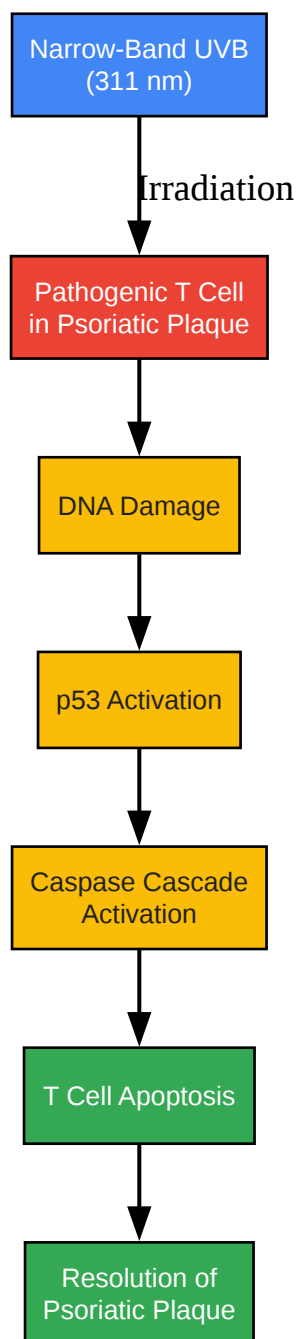 Narrow-Band UVB
(311 nm)
Irradiation
Pathogenic T Cell
in Psoriatic Plaque
DNA Damage
p53 Activation
Caspase Cascade
Activation
T Cell Apoptosis
Resolution of
Psoriatic Plaque